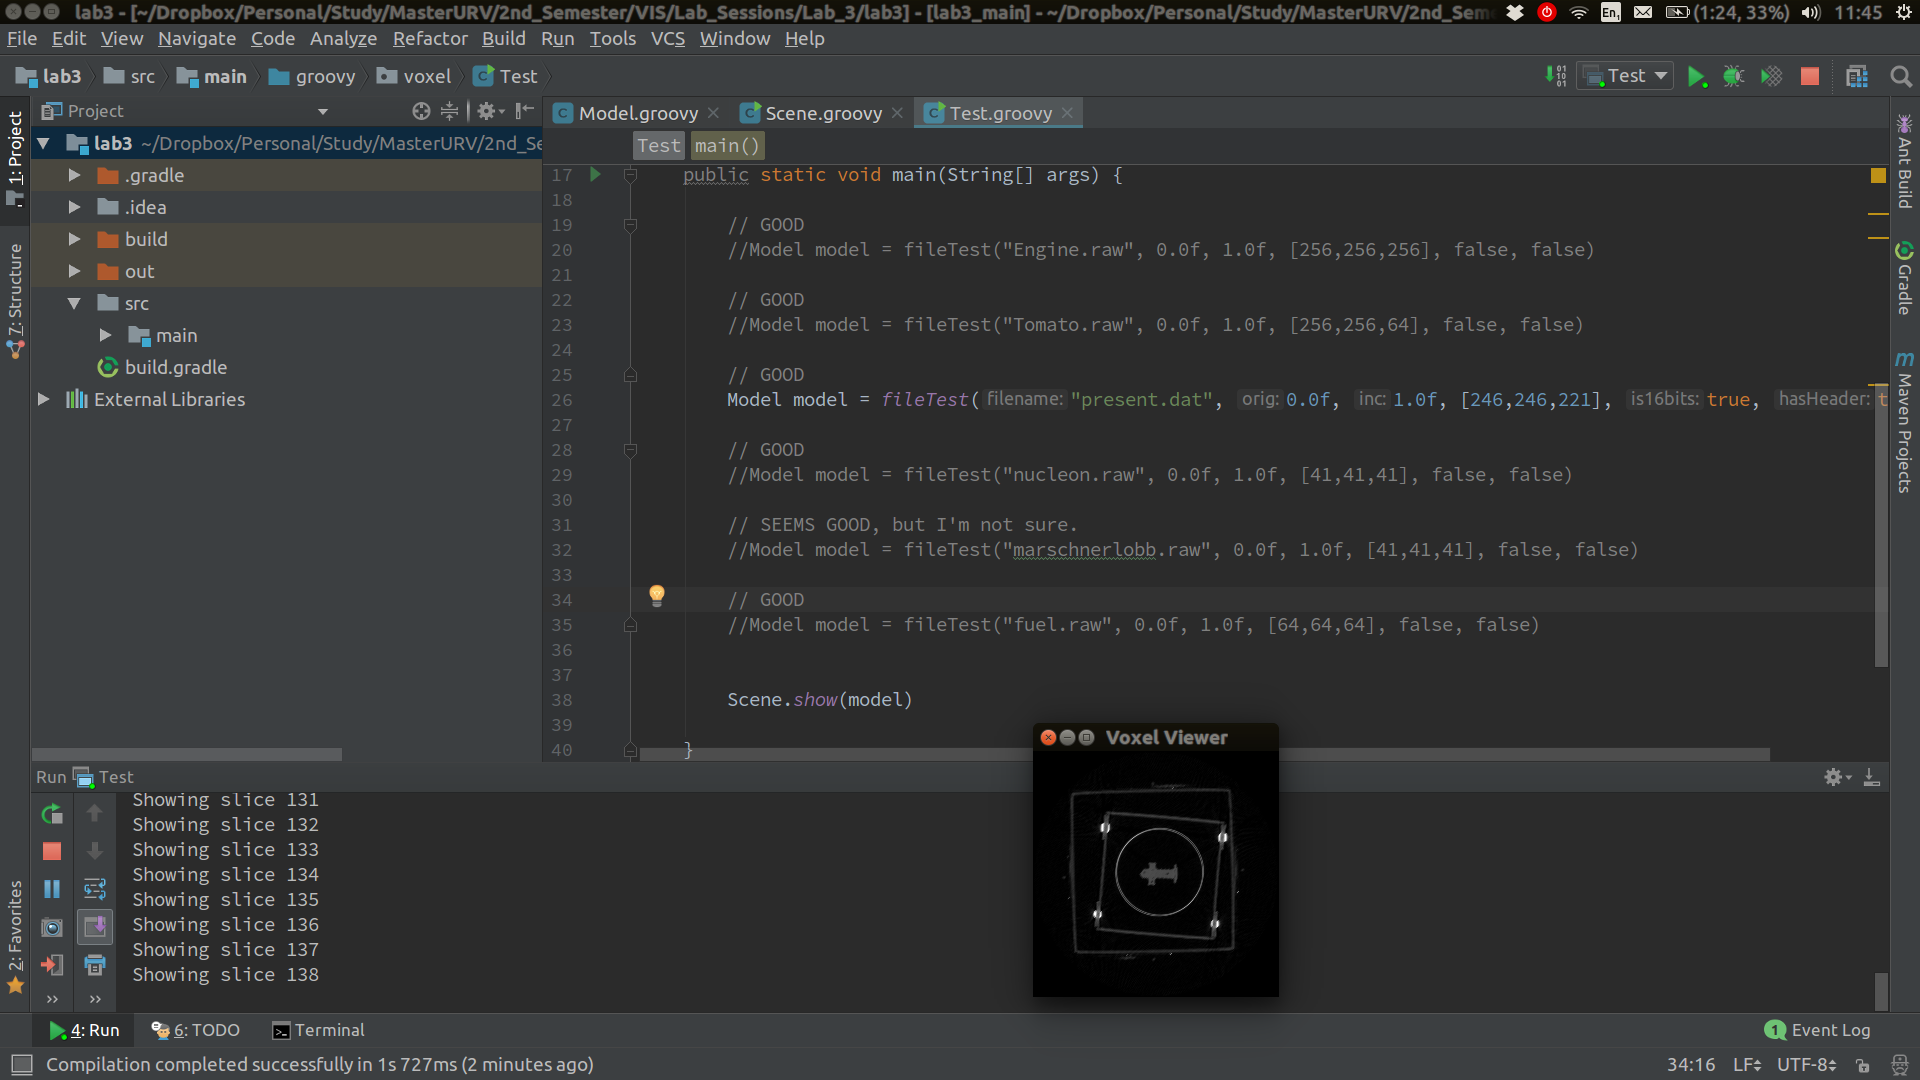 lab3 - [~/Dropbox/Personal/Study/MasterURV/2nd_Semester/VIS/Lab_Sessions/Lab_3/lab3] - [lab3_main] - ~/Dropbox/Personal/Study/MasterURV/2nd_Sem
En1 (1:24, 33%) 11:45
File Edit View Navigate Code Analyze Refactor Build Run Tools VCS Window Help
lab3 src main groovy voxel Test
Test
Project
Model.groovy Scene.groovy Test.groovy
lab3 ~/Dropbox/Personal/Study/MasterURV/2nd_Se
.gradle
.idea
build
out
src
main
build.gradle
External Libraries
1: Project
7: Structure
2: Favorites
Ant Build
Gradle
Maven Projects
Test main()
17 public static void main(String[] args) {
18
19 // GOOD
20 //Model model = fileTest("Engine.raw", 0.0f, 1.0f, [256,256,256], false, false)
21
22 // GOOD
23 //Model model = fileTest("Tomato.raw", 0.0f, 1.0f, [256,256,64], false, false)
24
25 // GOOD
26 Model model = fileTest( filename: "present.dat", orig: 0.0f, inc: 1.0f, [246,246,221], is16bits: true, hasHeader: t
27
28 // GOOD
29 //Model model = fileTest("nucleon.raw", 0.0f, 1.0f, [41,41,41], false, false)
30
31 // SEEMS GOOD, but I'm not sure.
32 //Model model = fileTest("marschnerlobb.raw", 0.0f, 1.0f, [41,41,41], false, false)
33
34 // GOOD
35 //Model model = fileTest("fuel.raw", 0.0f, 1.0f, [64,64,64], false, false)
36
37
38 Scene.show(model)
39
40 }
Voxel Viewer
Run Test
Showing slice 131
Showing slice 132
Showing slice 133
Showing slice 134
Showing slice 135
Showing slice 136
Showing slice 137
Showing slice 138
4: Run 6: TODO Terminal 1 Event Log
Compilation completed successfully in 1s 727ms (2 minutes ago) 34:16 LF UTF-8